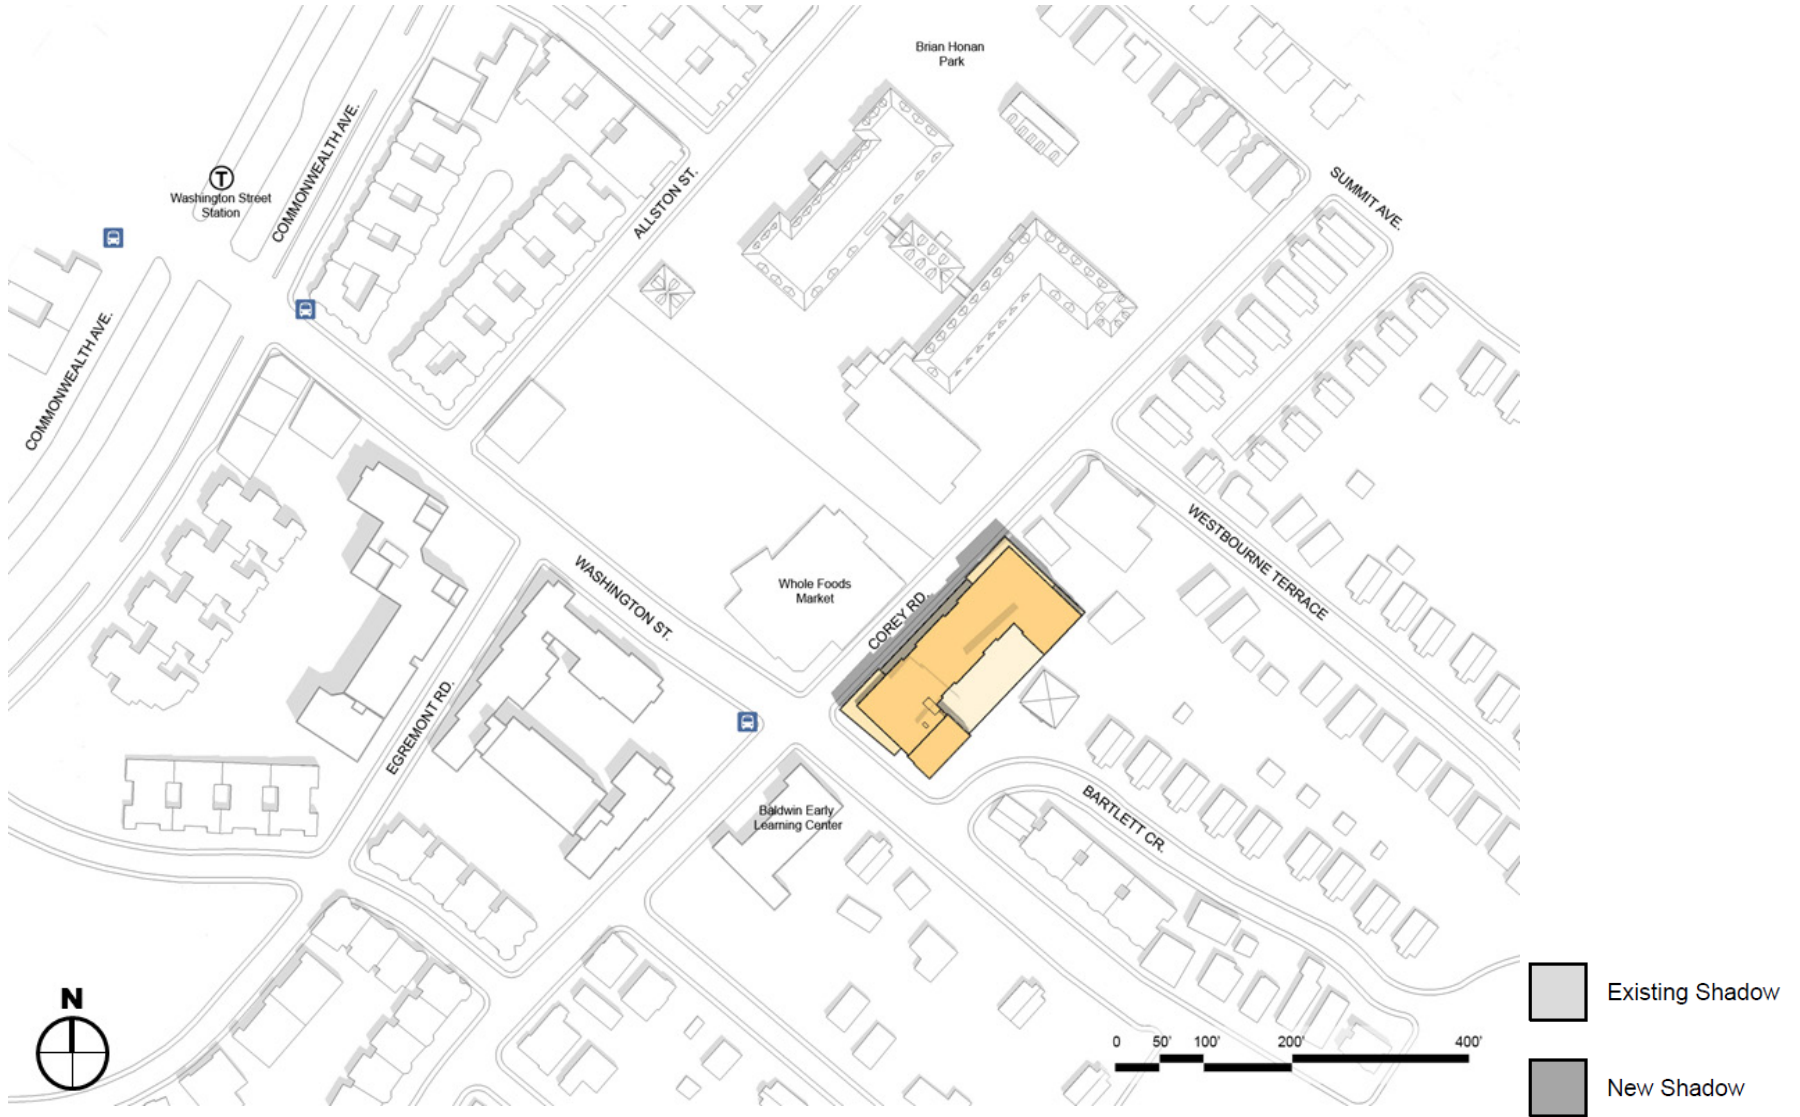 Brian Honan
Park
COMMONWEALTH AVE.
T
Washington Street
Station
ALLSTON ST.
SUMMIT AVE.
COMMONWEALTH AVE.
WESTBOURNE TERRACE
WASHINGTON ST.
Whole Foods
Market
COREY RD.
EGREMONT RD.
Baldwin Early
Learning Center
BARTLETT CR.
N
0 50' 100' 200' 400'
Existing Shadow
New Shadow